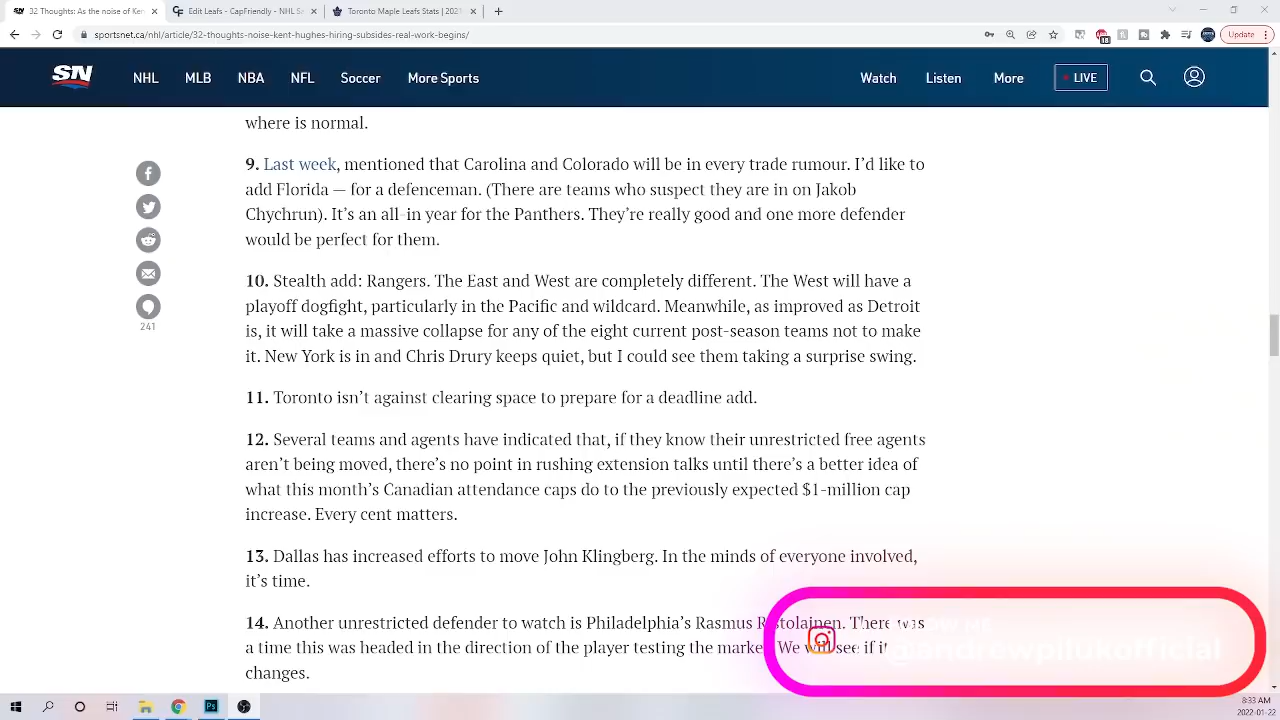 32 Thoughts: As the noise of Ken
Edit Leafs - CapFriendly - NHL Sa
Toronto Maple Leafs Stats | 2021
sportsnet.ca/nhl/article/32-thoughts-noise-kent-hughes-hiring-subsides-real-work-begins/
18
Update
SN
NHL
MLB
NBA
NFL
Soccer
More Sports
Watch
Listen
More
LIVE
where is normal.
9. Last week, mentioned that Carolina and Colorado will be in every trade rumour. I'd like to
add Florida — for a defenceman. (There are teams who suspect they are in on Jakob
Chychrun). It's an all-in year for the Panthers. They're really good and one more defender
would be perfect for them.
10. Stealth add: Rangers. The East and West are completely different. The West will have a
playoff dogfight, particularly in the Pacific and wildcard. Meanwhile, as improved as Detroit
is, it will take a massive collapse for any of the eight current post-season teams not to make
it. New York is in and Chris Drury keeps quiet, but I could see them taking a surprise swing.
241
11. Toronto isn't against clearing space to prepare for a deadline add.
12. Several teams and agents have indicated that, if they know their unrestricted free agents
aren't being moved, there's no point in rushing extension talks until there's a better idea of
what this month's Canadian attendance caps do to the previously expected $1-million cap
increase. Every cent matters.
13. Dallas has increased efforts to move John Klingberg. In the minds of everyone involved,
it's time.
14. Another unrestricted defender to watch is Philadelphia's Rasmus Ristolainen. There was
a time this was headed in the direction of the player testing the market. We will see if it
changes.
@andrewpilukofficial
8:33 AM
2022-01-22